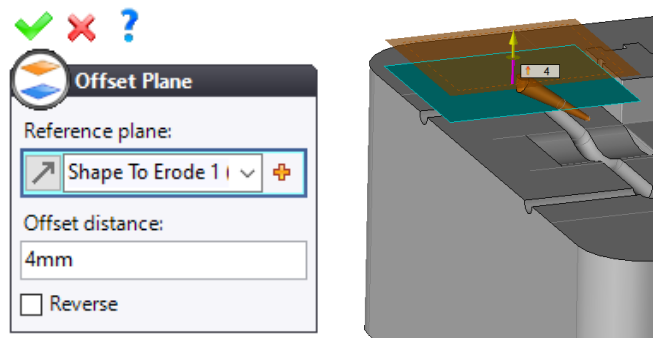 ?
Offset Plane
Reference plane:
Shape To Erode 1 (
Offset distance:
4mm
Reverse
4